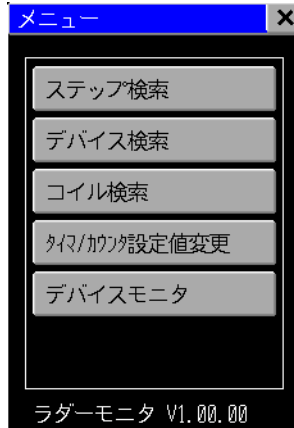 メニュー
ステップ検索
デバイス検索
コイル検索
ﾀｲﾏ/ｶｳﾝﾀ設定値変更
デバイスモニタ
ラダーモニタ V1.00.00